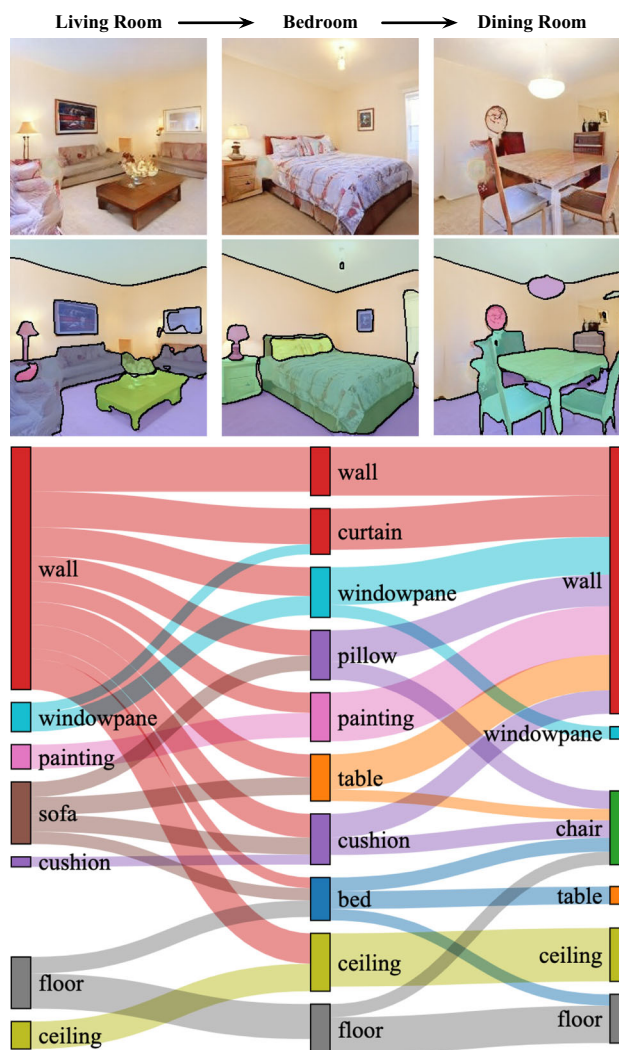 Living Room
Bedroom
Dining Room
wall
windowpane
painting
sofa
cushion
floor
ceiling
wall
curtain
windowpane
pillow
painting
table
cushion
bed
ceiling
floor
wall
windowpane
chair
table
ceiling
floor